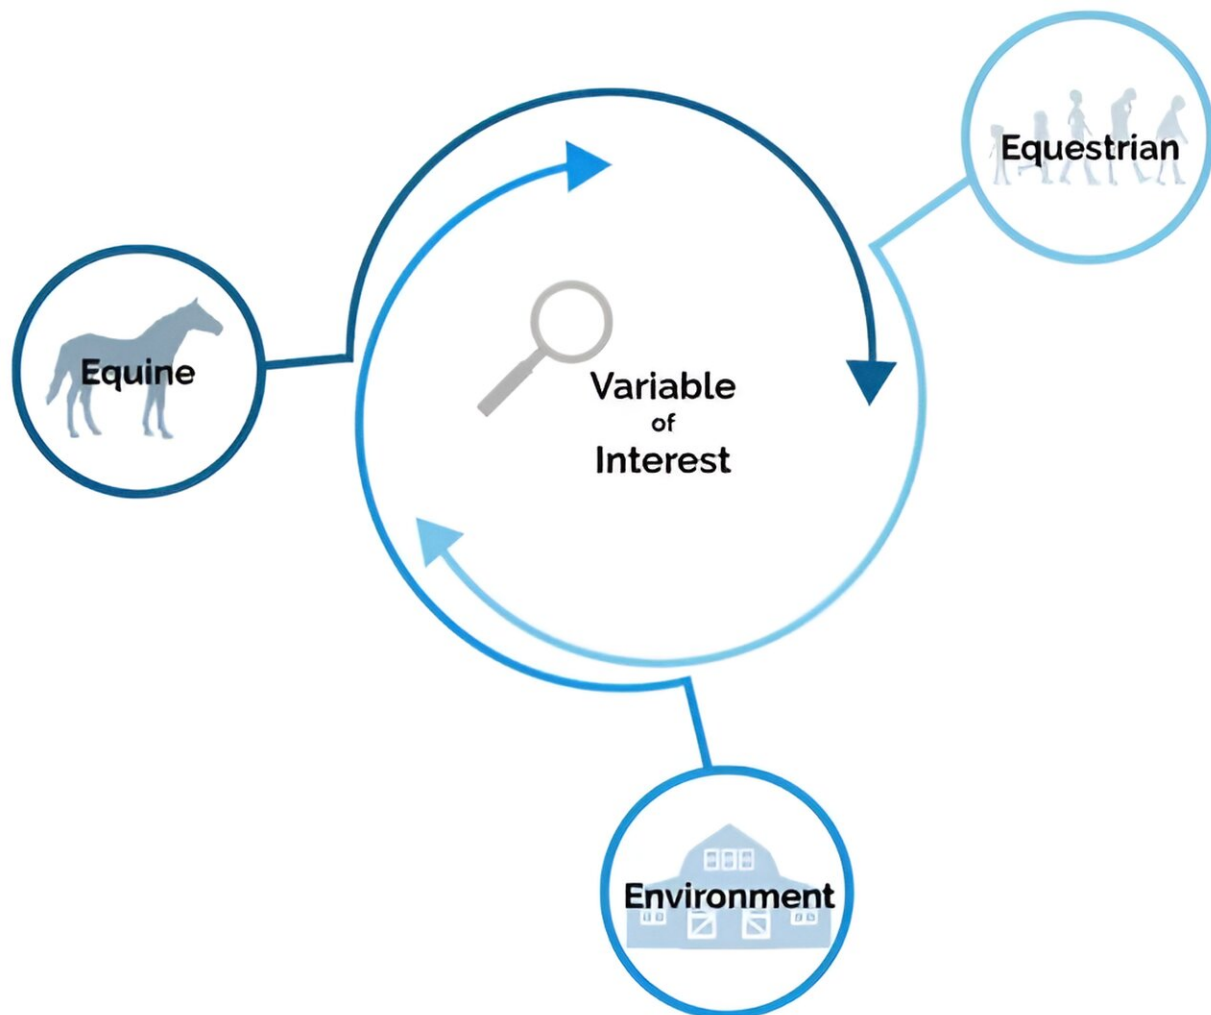 Equestrian
Equine
Variable
of
Interest
Environment